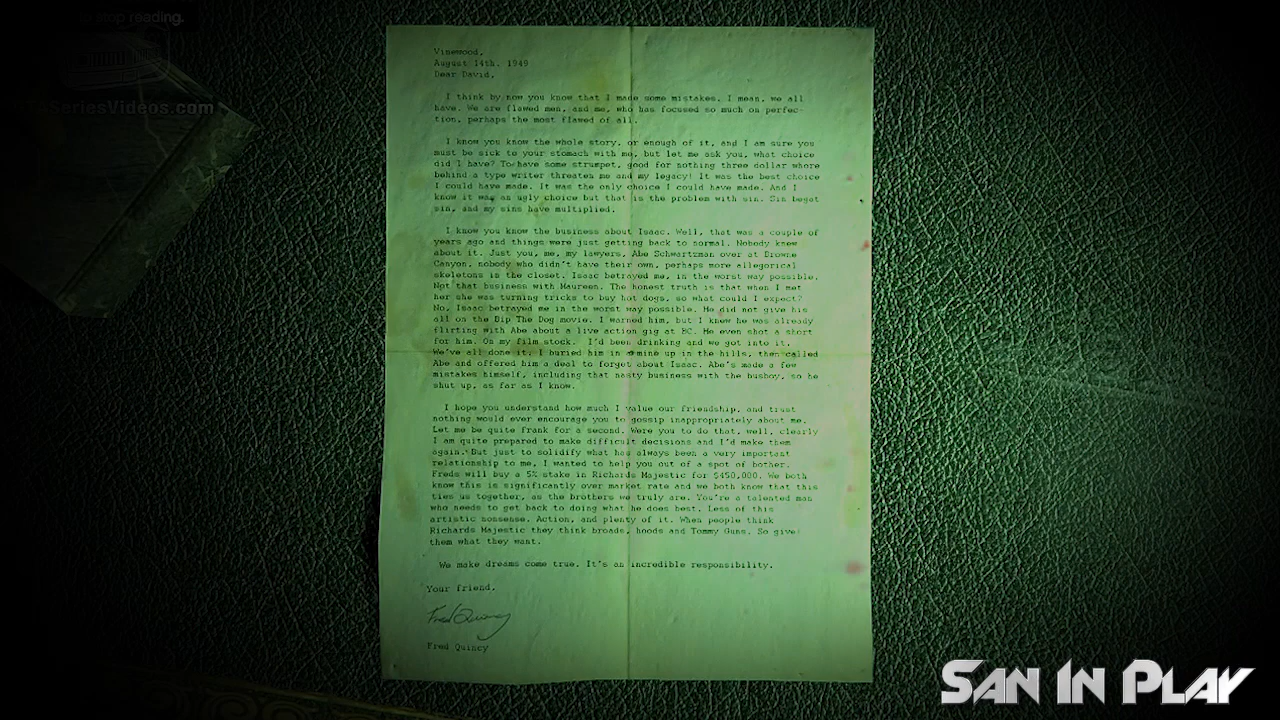 stop reading.
GTASeriesVideos.com
Vinewood,
August 14th, 1949
Dear David,
I think by now you know that I made some mistakes. I mean, we all
have. We are flawed men, and me, who has focused so much on perfec-
tion, perhaps the most flawed of all.
I know you know the whole story, or enough of it, and I am sure you
must be sick to your stomach with me, but let me ask you, what choice
did I have? To have some strumpet, good for nothing three dollar whore
behind a type writer threaten me and my legacy! It was the best choice
I could have made. It was the only choice I could have made. And I
know it was an ugly choice but that is the problem with sin. Sin begat
sin, and my sins have multiplied.
I know you know the business about Isaac. Well, that was a couple of
years ago and things were just getting back to normal. Nobody knew
about it. Just you, me, my lawyers, Abe Schwartzman over at Browne
Canyon, nobody who didn't have their own, perhaps more allegorical
skeletons in the closet. Isaac betrayed me, in the worst way possible.
Not that business with Maureen. The honest truth is that when I met
her she was turning tricks to buy hot dogs, so what could I expect?
No, Isaac betrayed me in the worst way possible. He did not give his
all on the Bip The Dog movie. I warned him, but I knew he was already
flirting with Abe about a live action gig at BC. He even shot a short
for him. On my film stock. I'd been drinking and we got into it.
We've all done it. I buried him in a mine up in the hills, then called
Abe and offered him a deal to forget about Isaac. Abe's made a few
mistakes himself, including that nasty business with the busboy, so he
shut up, as far as I know.
I hope you understand how much I value our friendship, and trust
nothing would ever encourage you to gossip inappropriately about me.
Let me be quite frank for a second. Were you to do that, well, clearly
I am quite prepared to make difficult decisions and I'd make them
again. But just to solidify what has always been a very important
relationship to me, I wanted to help you out of a spot of bother.
Freds will buy a 5% stake in Richards Majestic for $450,000. We both
know this is significantly over market rate and we both know that this
ties us together, as the brothers we truly are. You're a talented man
who needs to get back to doing what he does best. Less of this
artistic nonsense. Action, and plenty of it. When people think
Richards Majestic they think broads, hoods and Tommy Guns. So give
them what they want.
We make dreams come true. It's an incredible responsibility.
Your friend,
Fred Quincy
Fred Quincy
SAN IN PLAY